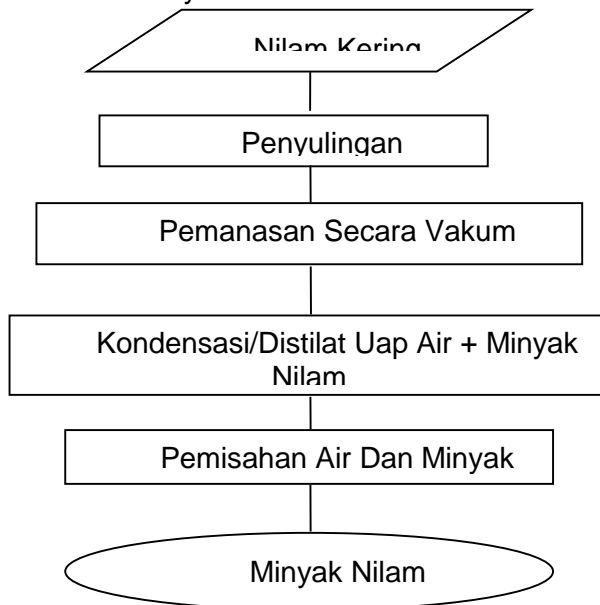 Nilam Kering
Penyulingan
Pemanasan Secara Vakum
Kondensasi/Distilat Uap Air + Minyak
Nilam
Pemisahan Air Dan Minyak
Minyak Nilam